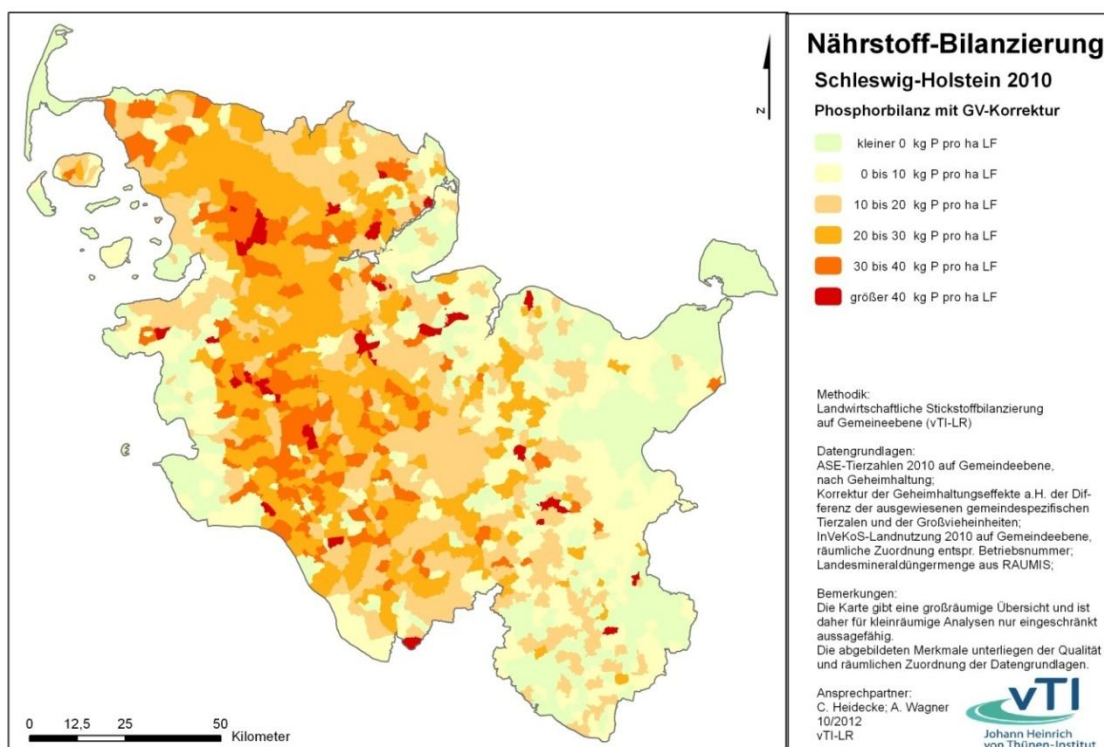 Nährstoff-Bilanzierung
Schleswig-Holstein 2010
Phosphorbilanz mit GV-Korrektur
kleiner 0 kg P pro ha LF
0 bis 10 kg P pro ha LF
10 bis 20 kg P pro ha LF
20 bis 30 kg P pro ha LF
30 bis 40 kg P pro ha LF
größer 40 kg P pro ha LF
Methodik:
Landwirtschaftliche Stickstoffbilanzierung
auf Gemeineebene (vTI-LR)
Datengrundlagen:
ASE-Tierzahlen 2010 auf Gemeindeebene,
nach Geheimhaltung;
Korrektur der Geheimhaltungseffekte a.H. der Dif-
ferenz der ausgewiesenen gemeindespezifischen
Tierzalen und der Großvieheinheiten;
InVeKoS-Landnutzung 2010 auf Gemeindeebene,
räumliche Zuordnung entspr. Betriebsnummer;
Landesmineraldüngermenge aus RAUMIS;
Bemerkungen:
Die Karte gibt eine großräumige Übersicht und ist
daher für kleinräumige Analysen nur eingeschränkt
aussagefähig.
Die abgebildeten Merkmale unterliegen der Qualität
und räumlichen Zuordnung der Datengrundlagen.
Ansprechpartner:
C. Heidecke; A. Wagner
10/2012
vTI-LR
vTI
Johann Heinrich
von Thünen-Institut
N
0 12,5 25 50
Kilometer